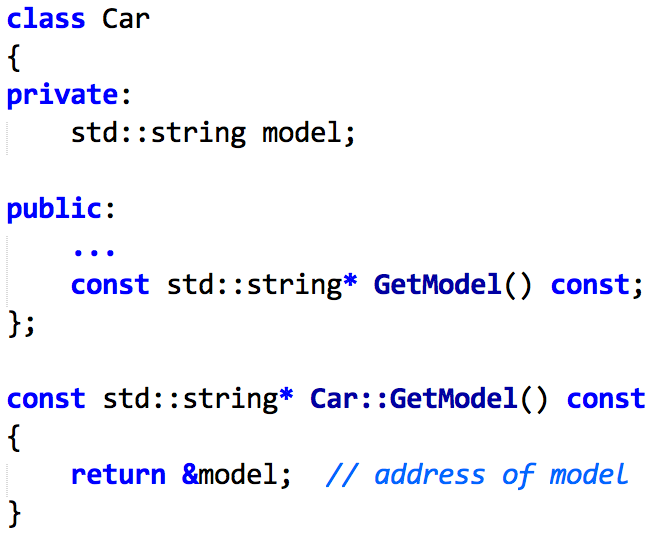 class Car
{
private:
    std::string model;
public:
    ...
    const std::string* GetModel() const;
};
const std::string* Car::GetModel() const
{
    return &model;  // address of model
}